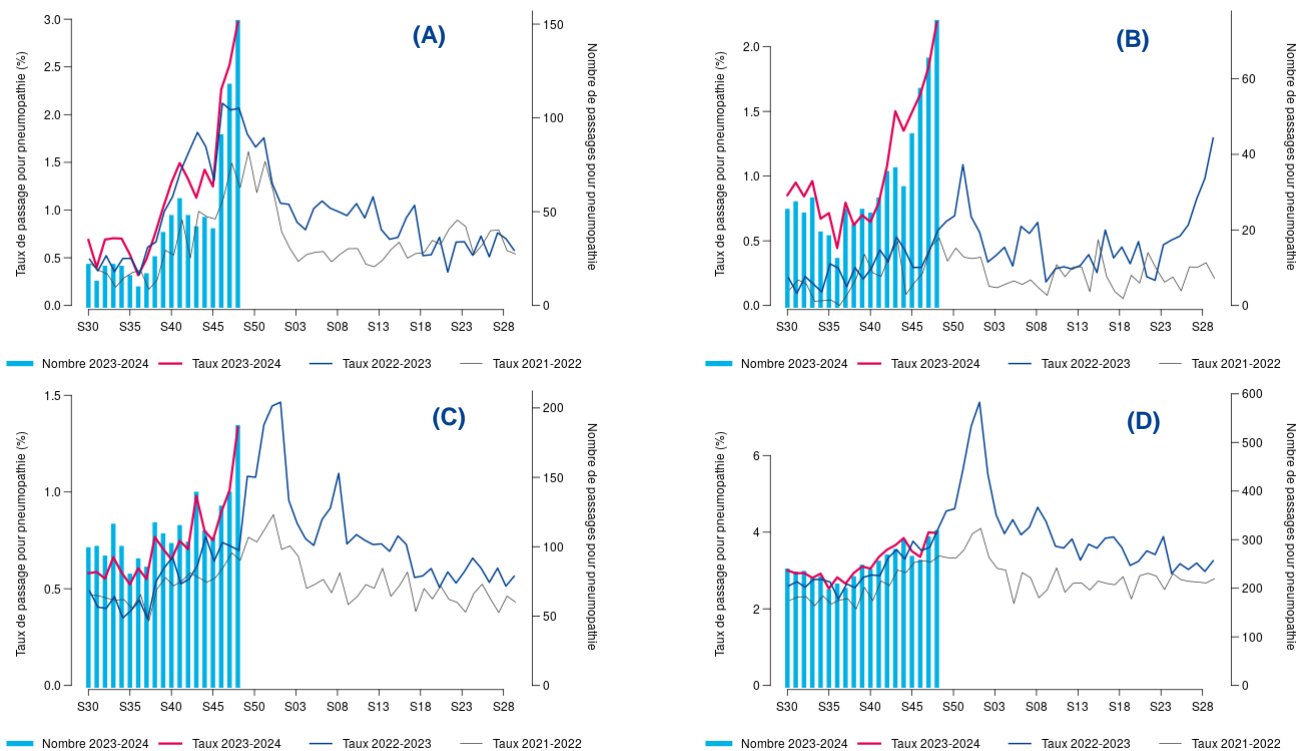 (A)
Taux de passage pour pneumopathie (%)
3.0
2.5
2.0
1.5
1.0
0.5
0.0
150
100
50
0
Nombre de passages pour pneumopathie
S30 S35 S40 S45 S50 S03 S08 S13 S18 S23 S28
Nombre 2023-2024 Taux 2023-2024 Taux 2022-2023 Taux 2021-2022
(B)
Taux de passage pour pneumopathie (%)
2.0
1.5
1.0
0.5
0.0
60
40
20
0
Nombre de passages pour pneumopathie
S30 S35 S40 S45 S50 S03 S08 S13 S18 S23 S28
Nombre 2023-2024 Taux 2023-2024 Taux 2022-2023 Taux 2021-2022
(C)
Taux de passage pour pneumopathie (%)
1.5
1.0
0.5
0.0
200
150
100
50
0
Nombre de passages pour pneumopathie
S30 S35 S40 S45 S50 S03 S08 S13 S18 S23 S28
Nombre 2023-2024 Taux 2023-2024 Taux 2022-2023 Taux 2021-2022
(D)
Taux de passage pour pneumopathie (%)
6
4
2
0
600
500
400
300
200
100
0
Nombre de passages pour pneumopathie
S30 S35 S40 S45 S50 S03 S08 S13 S18 S23 S28
Nombre 2023-2024 Taux 2023-2024 Taux 2022-2023 Taux 2021-2022